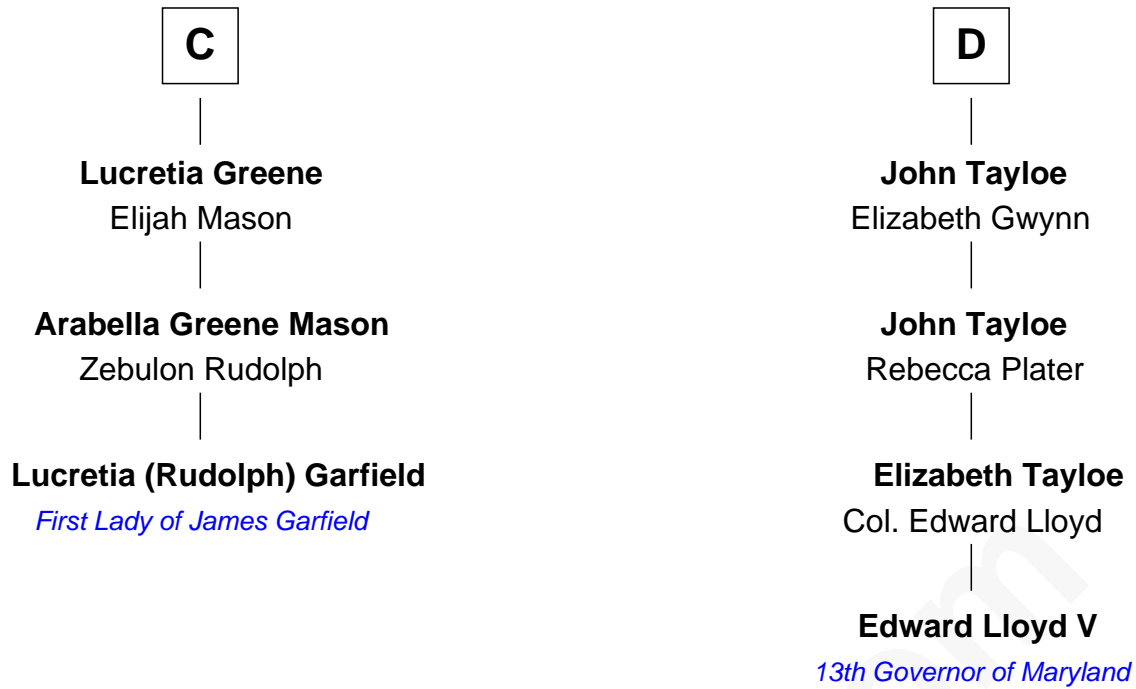 C
Lucretia Greene
Elijah Mason
Arabella Greene Mason
Zebulon Rudolph
Lucretia (Rudolph) Garfield
First Lady of James Garfield
D
John Tayloe
Elizabeth Gwynn
John Tayloe
Rebecca Plater
Elizabeth Tayloe
Col. Edward Lloyd
Edward Lloyd V
13th Governor of Maryland